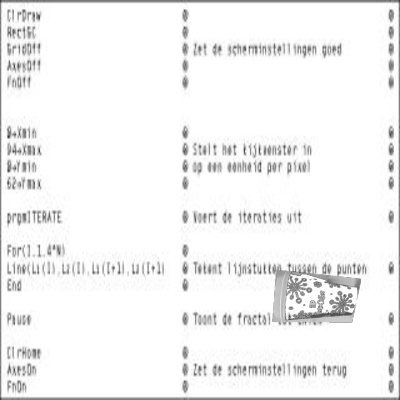 ClrDraw @ @
RectGC @ @
GridOff @ Zet de scherminstellingen goed @
AxesOff @ @
FnOff @ @
0→Xmin @ @
94→Xmax @ Stelt het kijkvenster in @
0→Ymin @ op een eenheid per pixel @
62→Ymax @ @
prgmITERATE @ Voert de iteraties uit @
For(I,1,4^N) @ @
Line(L₁(I),L₂(I),L₁(I+1),L₂(I+1) @ Tekent lijnstukken tussen de punten @
End @ @
Pause @ Toont de fractal @
ClrHome @ @
AxesOn @ Zet de scherminstellingen terug @
FnOn @ @